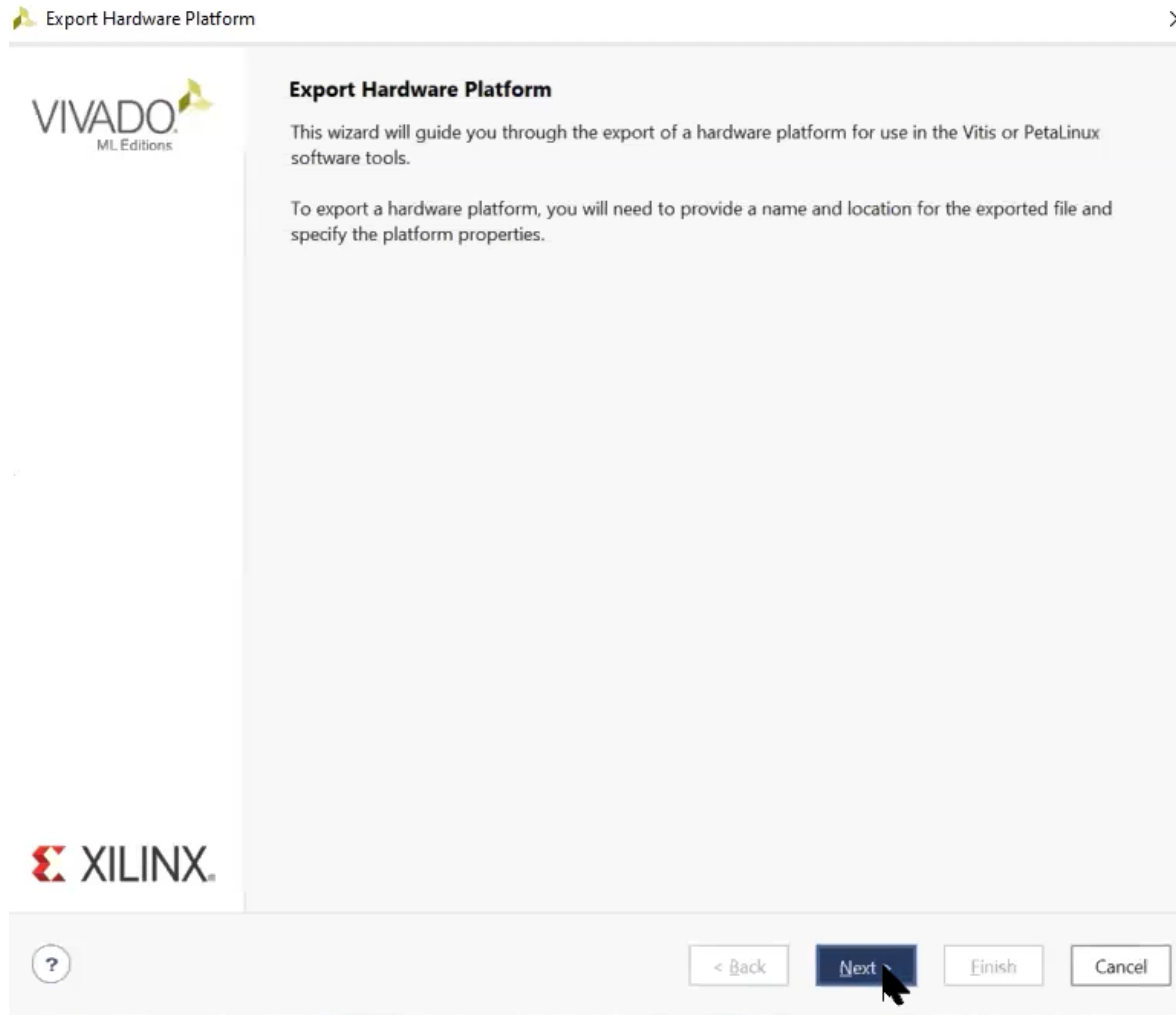 Export Hardware Platform
VIVADO
ML Editions
Export Hardware Platform
This wizard will guide you through the export of a hardware platform for use in the Vitis or PetaLinux
software tools.
To export a hardware platform, you will need to provide a name and location for the exported file and
specify the platform properties.
XILINX
?
< Back
Next >
Finish
Cancel